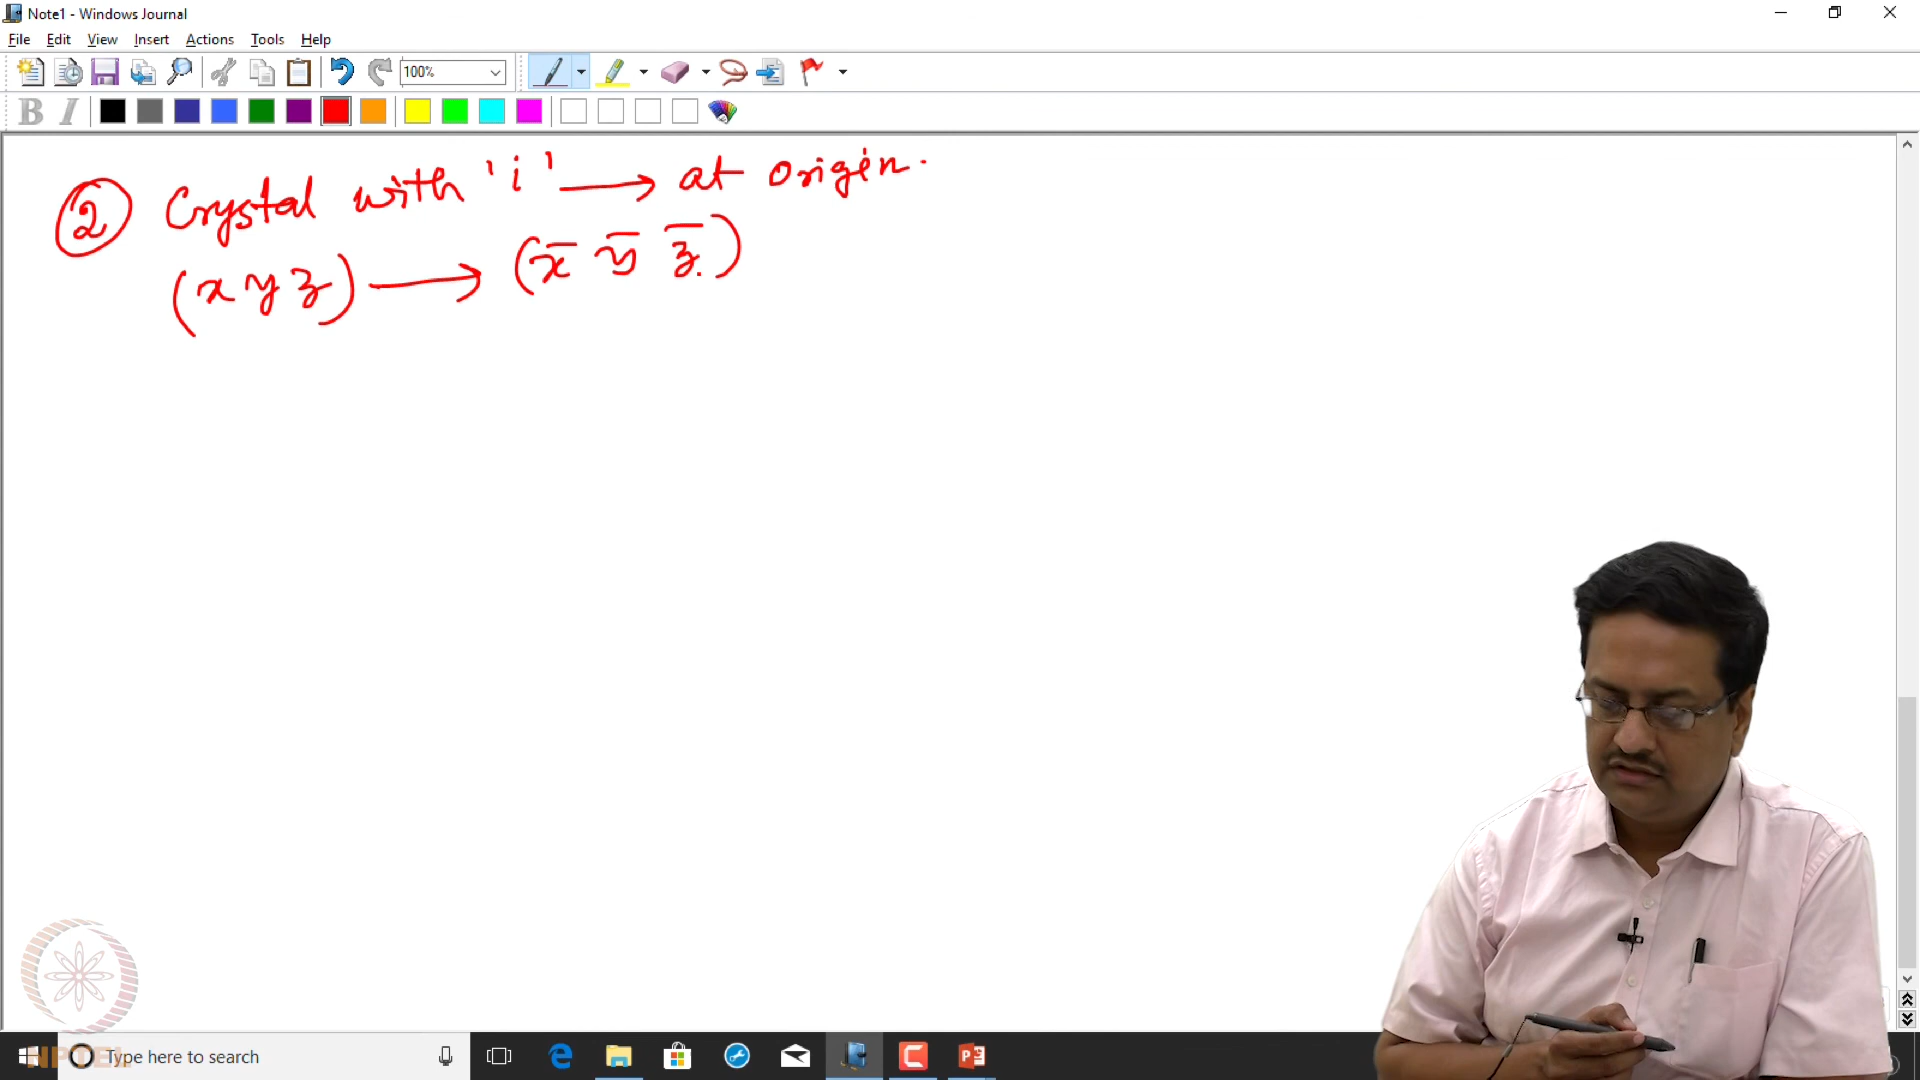 Note1 - Windows Journal
File Edit View Insert Actions Tools Help
100%
B I
② Crystal with 'i' ⟶ at origin.
(x y z) ⟶ (x̄ ȳ z̄)
NPTEL
Type here to search